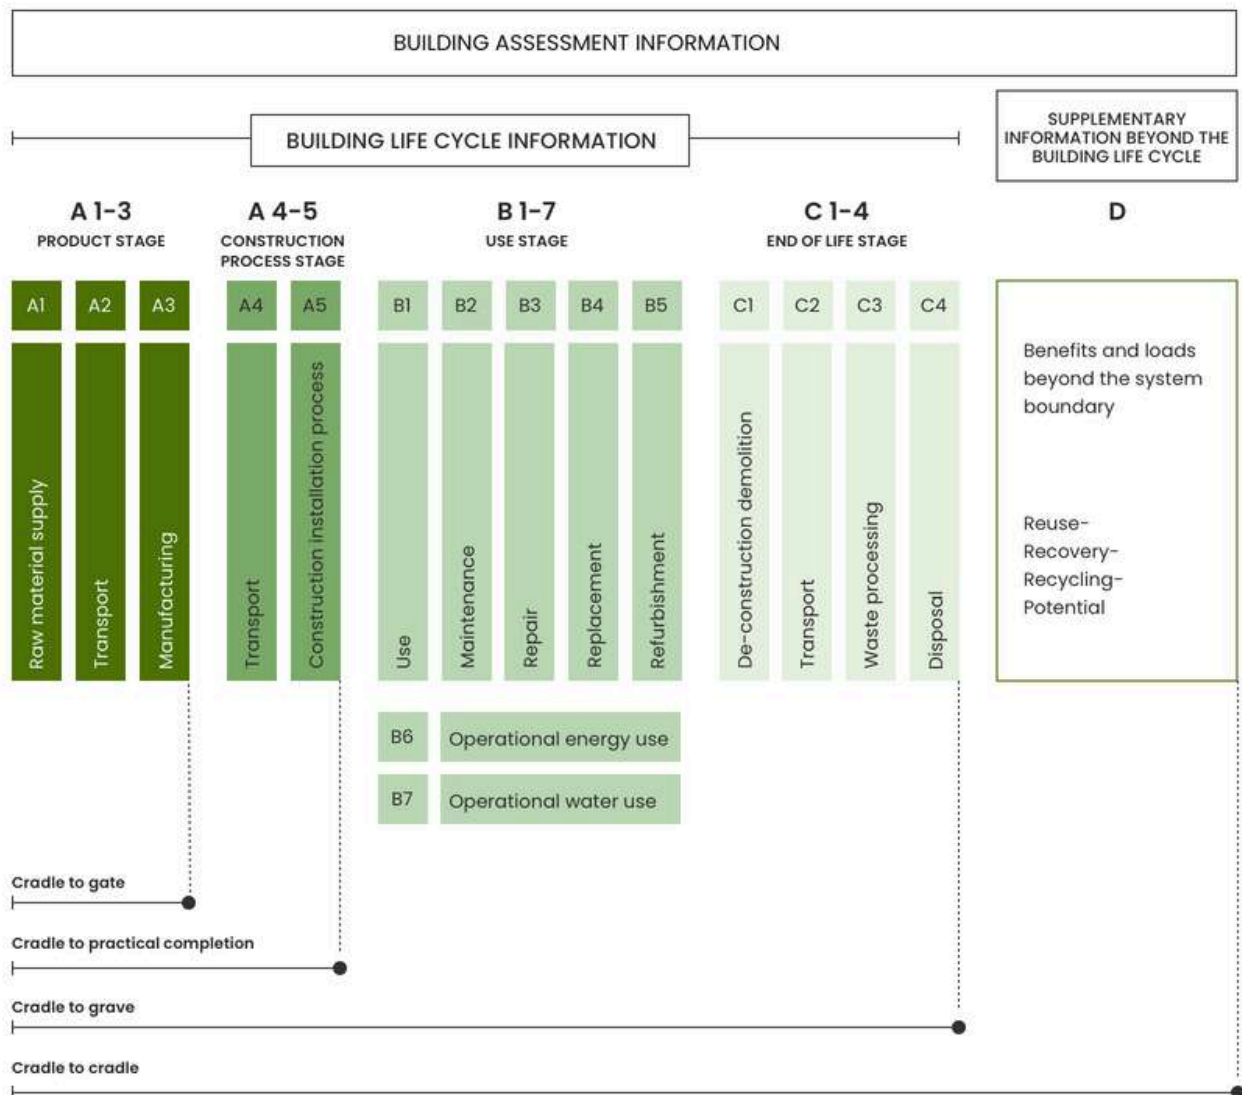 BUILDING ASSESSMENT INFORMATION
BUILDING LIFE CYCLE INFORMATION
SUPPLEMENTARY
INFORMATION BEYOND THE
BUILDING LIFE CYCLE
A 1-3
PRODUCT STAGE
A 4-5
CONSTRUCTION
PROCESS STAGE
B 1-7
USE STAGE
C 1-4
END OF LIFE STAGE
D
A1
A2
A3
A4
A5
B1
B2
B3
B4
B5
C1
C2
C3
C4
Raw material supply
Transport
Manufacturing
Transport
Construction installation process
Use
Maintenance
Repair
Replacement
Refurbishment
De-construction demolition
Transport
Waste processing
Disposal
Benefits and loads
beyond the system
boundary
Reuse-
Recovery-
Recycling-
Potential
B6
Operational energy use
B7
Operational water use
Cradle to gate
Cradle to practical completion
Cradle to grave
Cradle to cradle